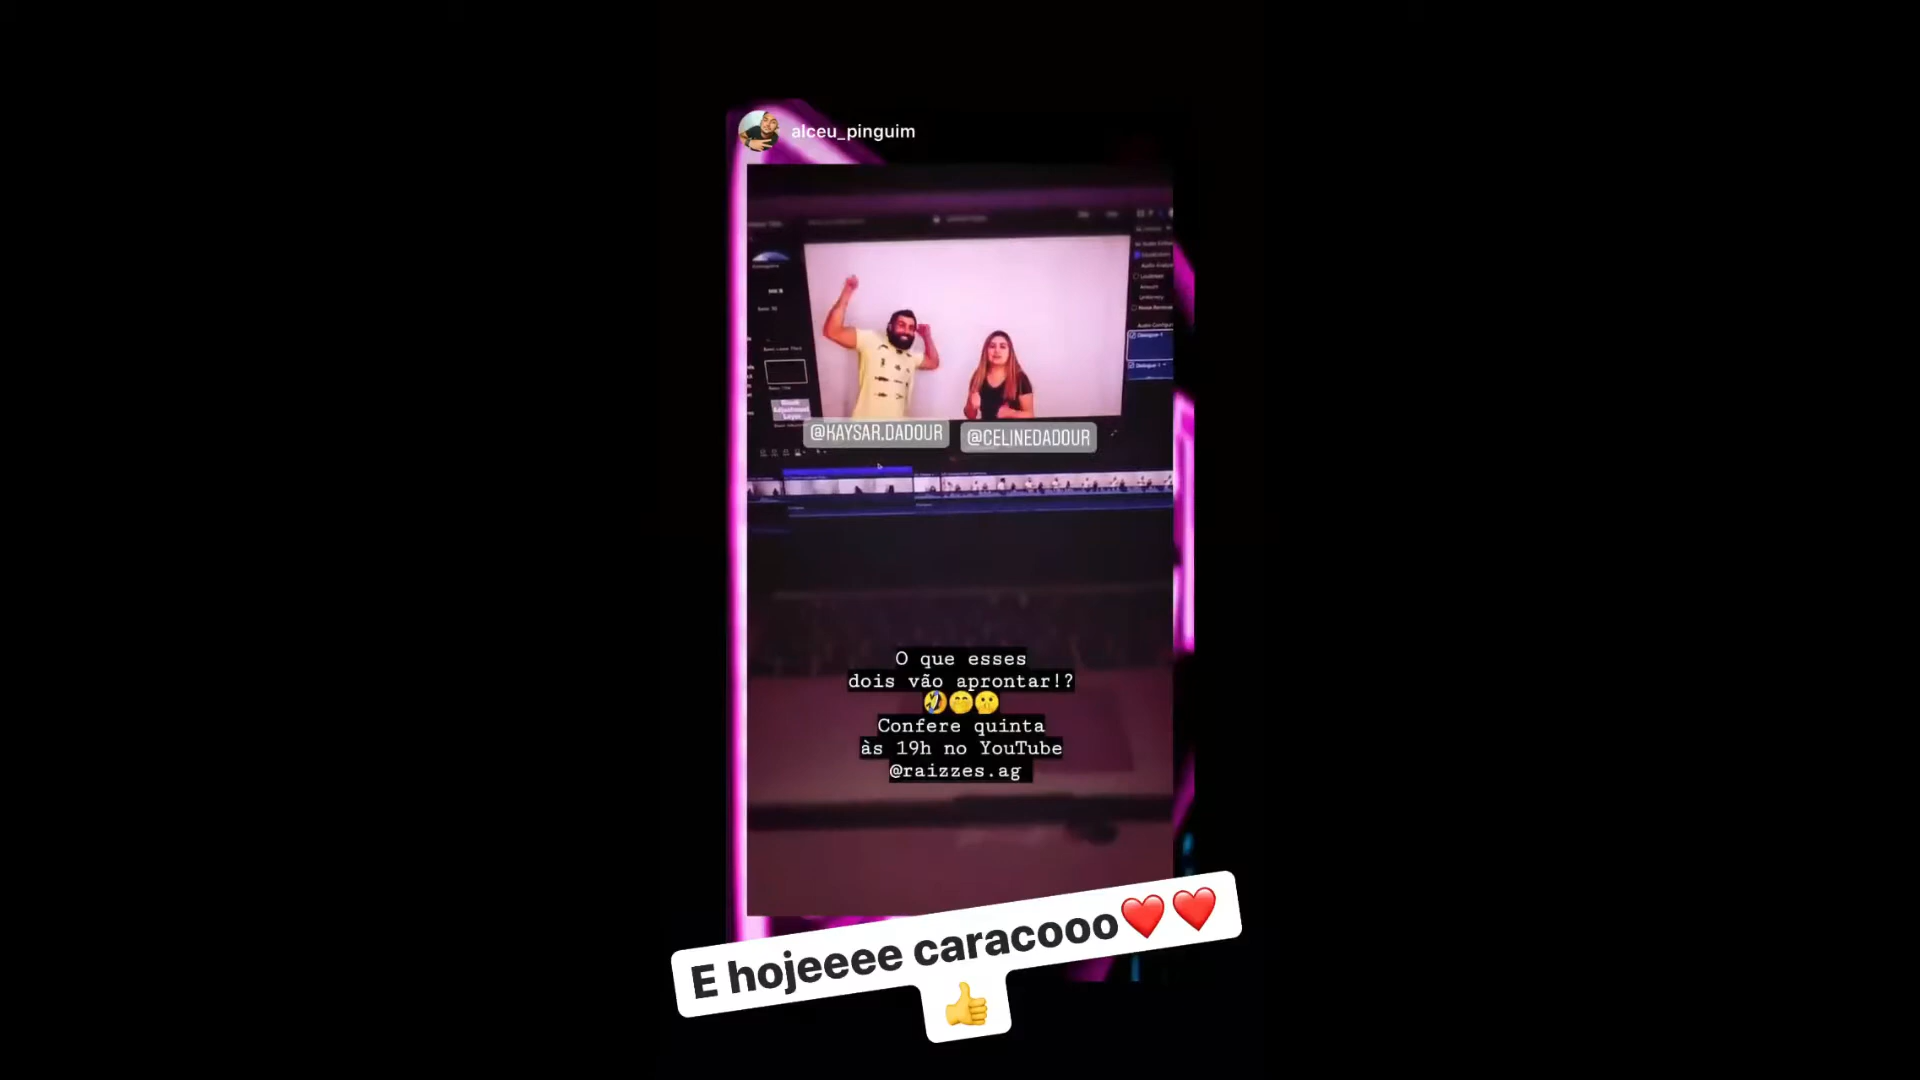 alceu_pinguim
@KAYSAR.DADOUR
@CELINEDADOUR
O que esses
dois vão aprontar!?
🤣🤭🤫
Confere quinta
às 19h no YouTube
@raizzes.ag
E hojeeee caracooo❤️❤️
👍